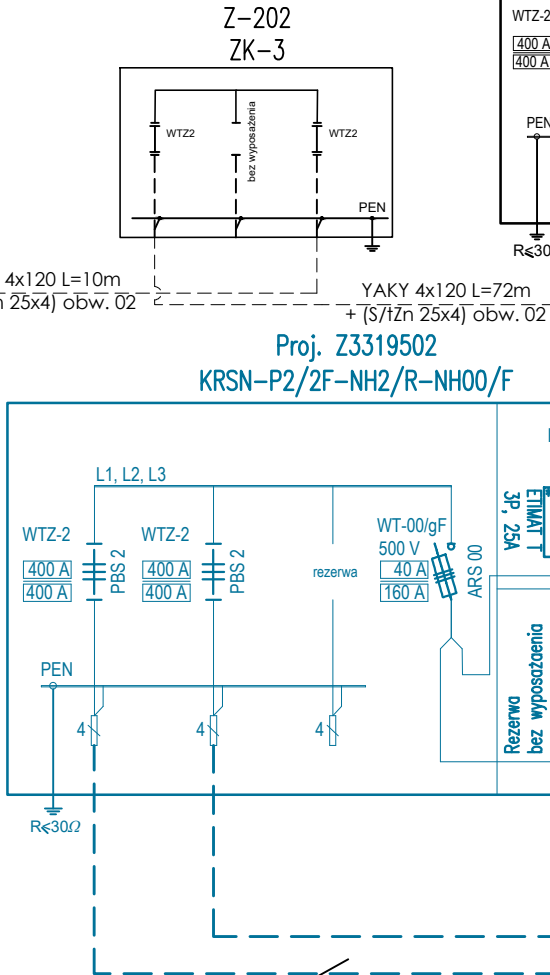 Z-202
ZK-3
WTZ2
bez wyposażenia
WTZ2
PEN
WTZ-2
400 A
400 A
PEN
R⩽30
4x120 L=10m
25x4) obw. 02
YAKY 4x120 L=72m
+ (S/tZn 25x4) obw. 02
Proj. Z3319502
KRSN-P2/2F-NH2/R-NH00/F
L1, L2, L3
WTZ-2
400 A
400 A
PBS 2
WTZ-2
400 A
400 A
PBS 2
rezerwa
WT-00/gF
500 V
40 A
160 A
ARS 00
ETIMAT T
3P, 25A
Rezerwa
bez wyposażaenia
PEN
4
4
4
R⩽30Ω